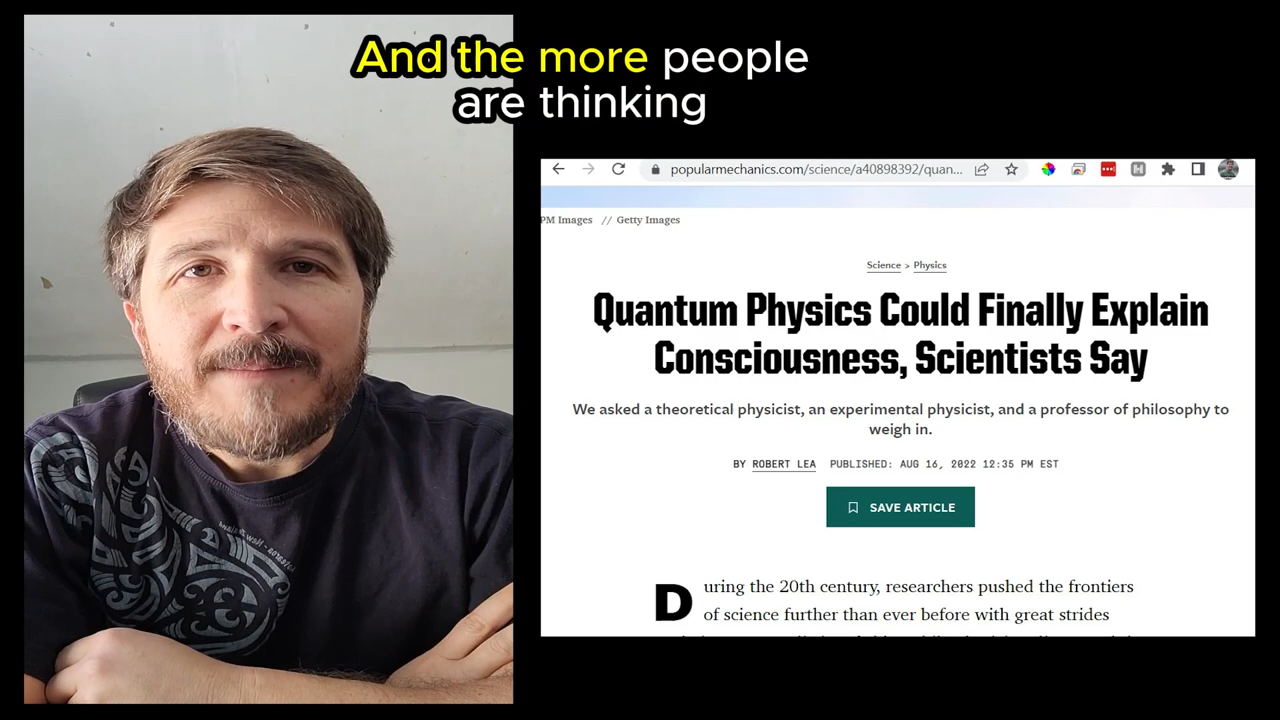 And the more people
are thinking
popularmechanics.com/science/a40898392/quan...
PM Images // Getty Images
Science > Physics
Quantum Physics Could Finally Explain
Consciousness, Scientists Say
We asked a theoretical physicist, an experimental physicist, and a professor of philosophy to
weigh in.
BY ROBERT LEA PUBLISHED: AUG 16, 2022 12:35 PM EST
SAVE ARTICLE
During the 20th century, researchers pushed the frontiers
of science further than ever before with great strides